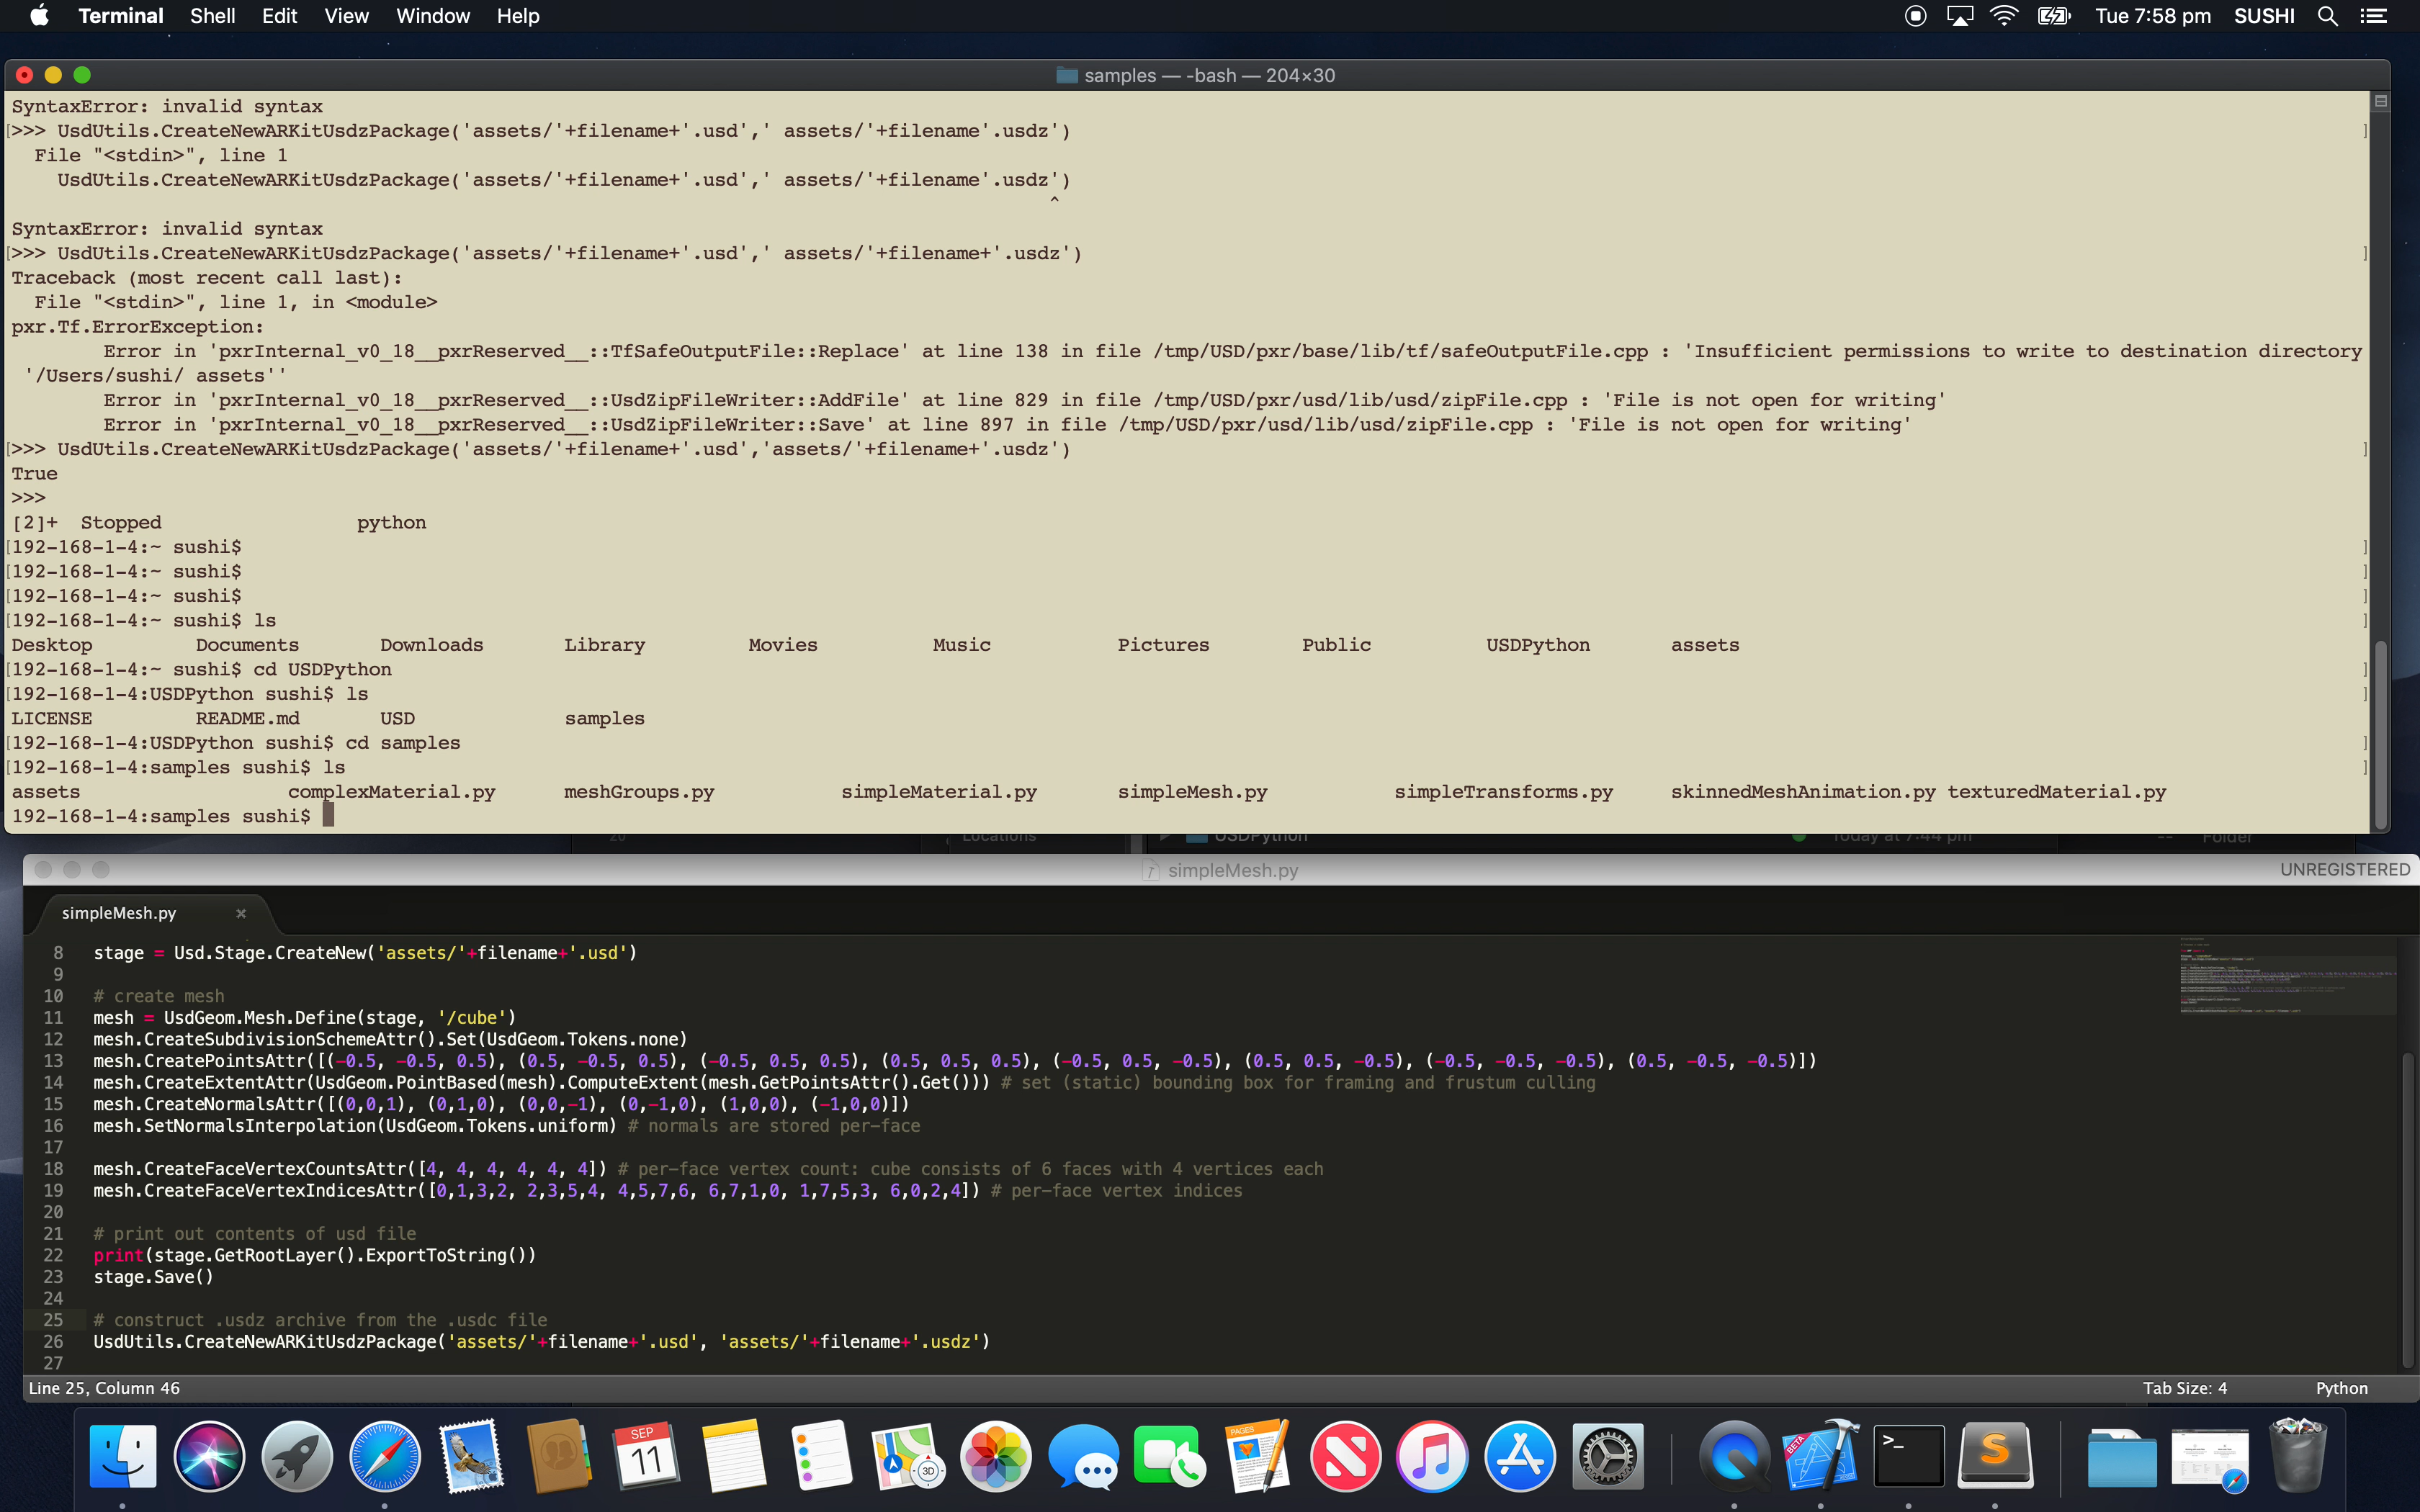 Terminal Shell Edit View Window Help Tue 7:58 pm SUSHI
samples — -bash — 204×30
SyntaxError: invalid syntax
[>>> UsdUtils.CreateNewARKitUsdzPackage('assets/'+filename+'.usd',' assets/'+filename'.usdz') ]
File "<stdin>", line 1
UsdUtils.CreateNewARKitUsdzPackage('assets/'+filename+'.usd',' assets/'+filename'.usdz')
^
SyntaxError: invalid syntax
[>>> UsdUtils.CreateNewARKitUsdzPackage('assets/'+filename+'.usd',' assets/'+filename+'.usdz') ]
Traceback (most recent call last):
File "<stdin>", line 1, in <module>
pxr.Tf.ErrorException:
Error in 'pxrInternal_v0_18__pxrReserved__::TfSafeOutputFile::Replace' at line 138 in file /tmp/USD/pxr/base/lib/tf/safeOutputFile.cpp : 'Insufficient permissions to write to destination directory
'/Users/sushi/ assets''
Error in 'pxrInternal_v0_18__pxrReserved__::UsdZipFileWriter::AddFile' at line 829 in file /tmp/USD/pxr/usd/lib/usd/zipFile.cpp : 'File is not open for writing'
Error in 'pxrInternal_v0_18__pxrReserved__::UsdZipFileWriter::Save' at line 897 in file /tmp/USD/pxr/usd/lib/usd/zipFile.cpp : 'File is not open for writing'
[>>> UsdUtils.CreateNewARKitUsdzPackage('assets/'+filename+'.usd','assets/'+filename+'.usdz') ]
True
>>>
[2]+ Stopped python
[192-168-1-4:~ sushi$ ]
[192-168-1-4:~ sushi$ ]
[192-168-1-4:~ sushi$ ]
[192-168-1-4:~ sushi$ ls ]
Desktop Documents Downloads Library Movies Music Pictures Public USDPython assets
[192-168-1-4:~ sushi$ cd USDPython ]
[192-168-1-4:USDPython sushi$ ls ]
LICENSE README.md USD samples
[192-168-1-4:USDPython sushi$ cd samples ]
[192-168-1-4:samples sushi$ ls ]
assets complexMaterial.py meshGroups.py simpleMaterial.py simpleMesh.py simpleTransforms.py skinnedMeshAnimation.py texturedMaterial.py
192-168-1-4:samples sushi$
20 Locations USDPython Today at 7:44 pm -- Folder
simpleMesh.py UNREGISTERED
simpleMesh.py ×
8 stage = Usd.Stage.CreateNew('assets/'+filename+'.usd')
9
10 # create mesh
11 mesh = UsdGeom.Mesh.Define(stage, '/cube')
12 mesh.CreateSubdivisionSchemeAttr().Set(UsdGeom.Tokens.none)
13 mesh.CreatePointsAttr([(-0.5, -0.5, 0.5), (0.5, -0.5, 0.5), (-0.5, 0.5, 0.5), (0.5, 0.5, 0.5), (-0.5, 0.5, -0.5), (0.5, 0.5, -0.5), (-0.5, -0.5, -0.5), (0.5, -0.5, -0.5)])
14 mesh.CreateExtentAttr(UsdGeom.PointBased(mesh).ComputeExtent(mesh.GetPointsAttr().Get())) # set (static) bounding box for framing and frustum culling
15 mesh.CreateNormalsAttr([(0,0,1), (0,1,0), (0,0,-1), (0,-1,0), (1,0,0), (-1,0,0)])
16 mesh.SetNormalsInterpolation(UsdGeom.Tokens.uniform) # normals are stored per-face
17
18 mesh.CreateFaceVertexCountsAttr([4, 4, 4, 4, 4, 4]) # per-face vertex count: cube consists of 6 faces with 4 vertices each
19 mesh.CreateFaceVertexIndicesAttr([0,1,3,2, 2,3,5,4, 4,5,7,6, 6,7,1,0, 1,7,5,3, 6,0,2,4]) # per-face vertex indices
20
21 # print out contents of usd file
22 print(stage.GetRootLayer().ExportToString())
23 stage.Save()
24
25 # construct .usdz archive from the .usdc file
26 UsdUtils.CreateNewARKitUsdzPackage('assets/'+filename+'.usd', 'assets/'+filename+'.usdz')
27
Line 25, Column 46 Tab Size: 4 Python
SEP
11
3D
PAGES
BETA
>_
S